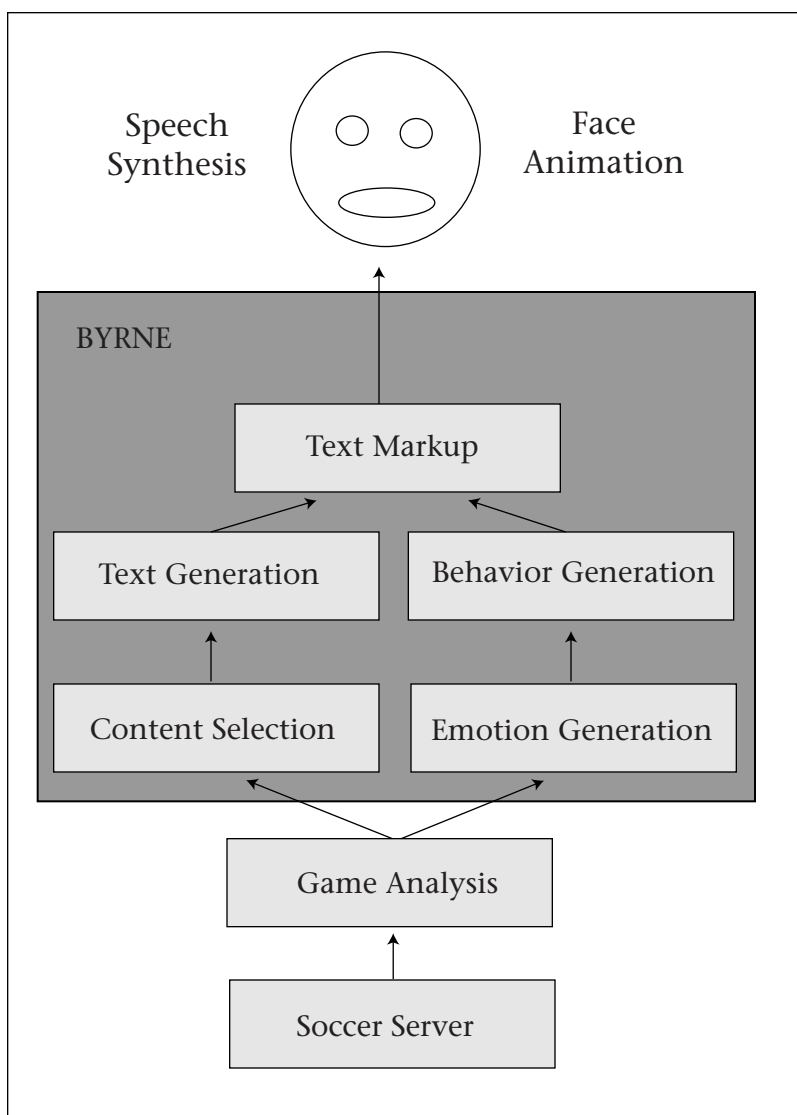 Speech
Synthesis
Face
Animation
BYRNE
Text Markup
Text Generation
Behavior Generation
Content Selection
Emotion Generation
Game Analysis
Soccer Server